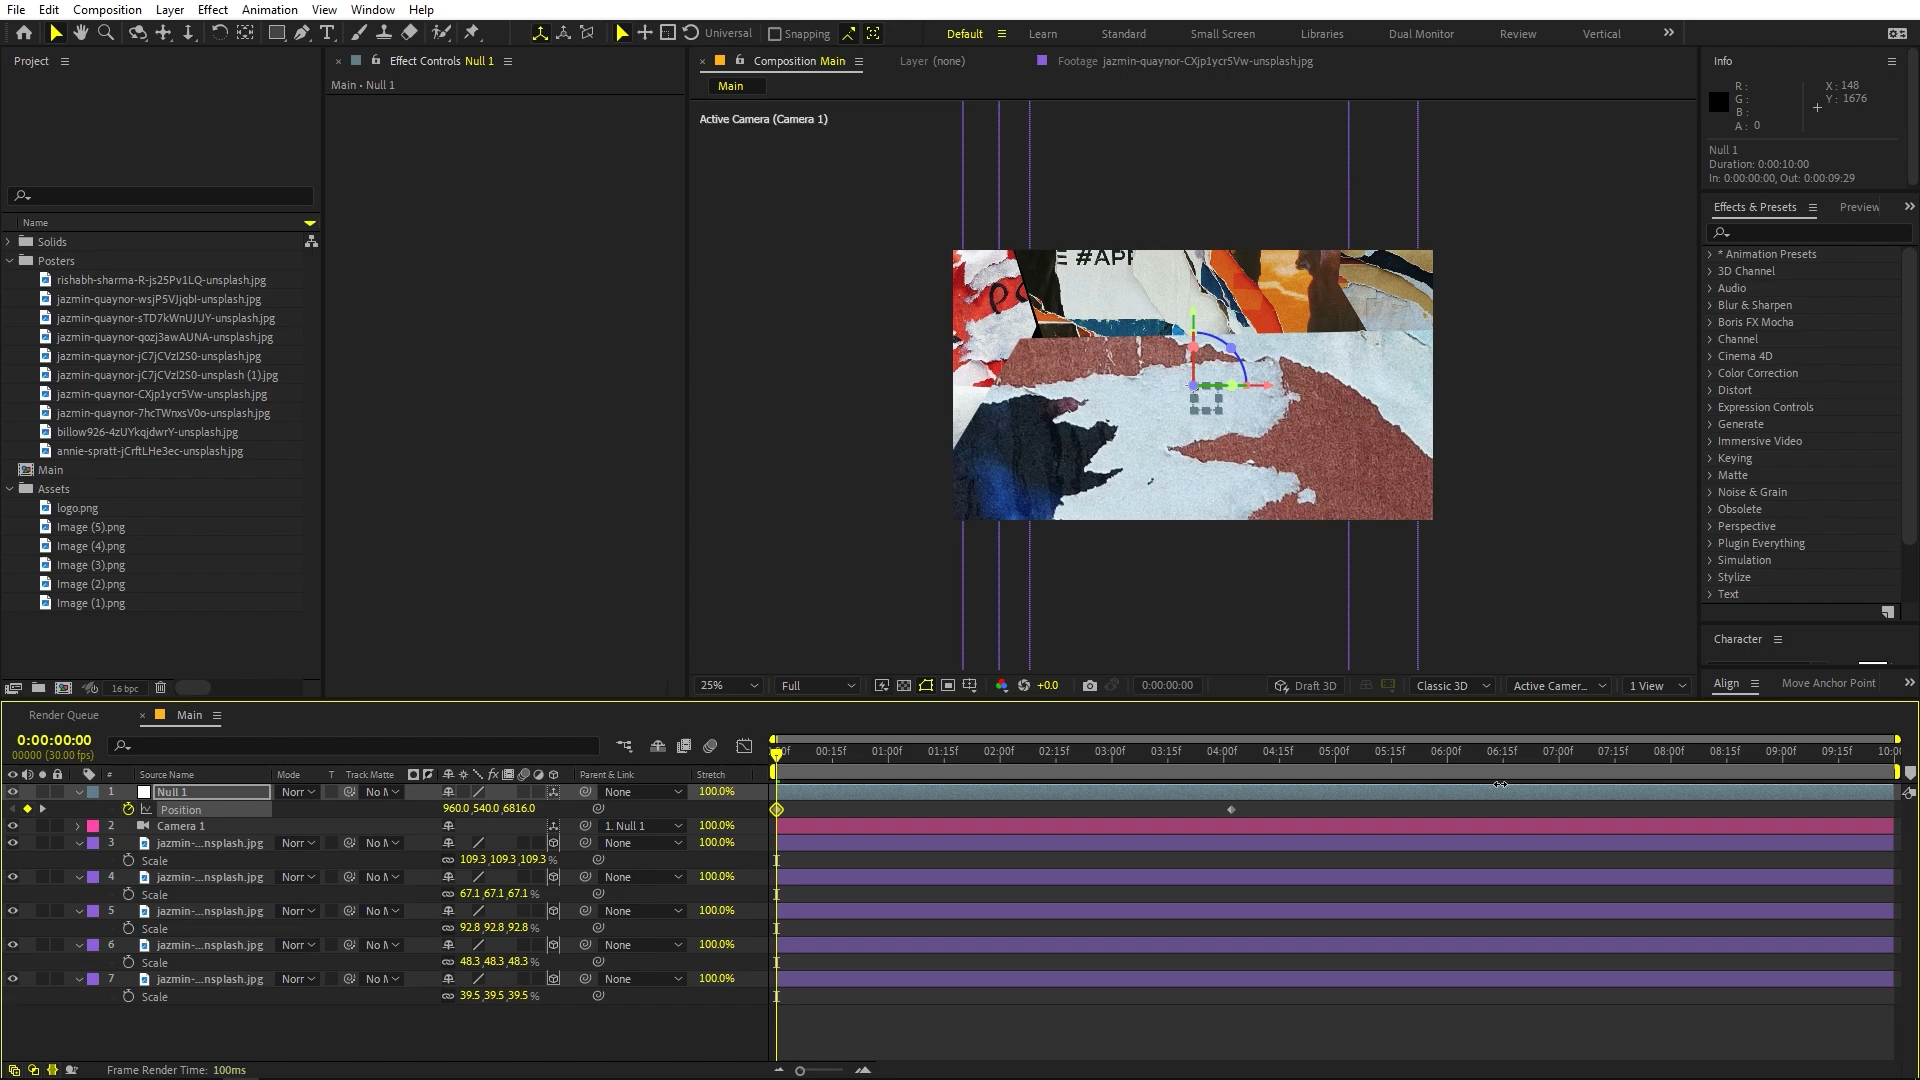 File Edit Composition Layer Effect Animation View Window Help
Universal Snapping Default Learn Standard Small Screen Libraries Dual Monitor Review Vertical
Project
Effect Controls Null 1
Main • Null 1
Composition Main
Layer (none)
Footage jazmin-quaynor-CXjp1ycr5Vw-unsplash.jpg
Main
Active Camera (Camera 1)
E #API
Info
R :
G :
B :
A : 0
X : 148
Y : 1676
Null 1
Duration: 0:00:10:00
In: 0:00:00:00, Out: 0:00:09:29
Effects & Presets Preview
* Animation Presets
3D Channel
Audio
Blur & Sharpen
Boris FX Mocha
Channel
Cinema 4D
Color Correction
Distort
Expression Controls
Generate
Immersive Video
Keying
Matte
Noise & Grain
Obsolete
Perspective
Plugin Everything
Simulation
Stylize
Text
Character
Align Move Anchor Point
Name
Solids
Posters
rishabh-sharma-R-js25Pv1LQ-unsplash.jpg
jazmin-quaynor-wsjP5VJjqbI-unsplash.jpg
jazmin-quaynor-sTD7kWnUJUY-unsplash.jpg
jazmin-quaynor-qozj3awAUNA-unsplash.jpg
jazmin-quaynor-jC7jCVzI2S0-unsplash.jpg
jazmin-quaynor-jC7jCVzI2S0-unsplash (1).jpg
jazmin-quaynor-CXjp1ycr5Vw-unsplash.jpg
jazmin-quaynor-7hcTWnxsV0o-unsplash.jpg
billow926-4zUYkqjdwrY-unsplash.jpg
annie-spratt-jCrftLHe3ec-unsplash.jpg
Main
Assets
logo.png
Image (5).png
Image (4).png
Image (3).png
Image (2).png
Image (1).png
16 bpc
25% Full +0.0 0:00:00:00 Draft 3D Classic 3D Active Camer... 1 View
Render Queue Main
0:00:00:00
00000 (30.00 fps)
:00f 00:15f 01:00f 01:15f 02:00f 02:15f 03:00f 03:15f 04:00f 04:15f 05:00f 05:15f 06:00f 06:15f 07:00f 07:15f 08:00f 08:15f 09:00f 09:15f 10:00
# Source Name Mode T Track Matte fx Parent & Link Stretch
1 Null 1 Norr No M None 100.0%
Position 960.0,540.0,6816.0
2 Camera 1 1. Null 1 100.0%
3 jazmin-...nsplash.jpg Norr No M None 100.0%
Scale 109.3,109.3,109.3 %
4 jazmin-...nsplash.jpg Norr No M None 100.0%
Scale 67.1,67.1,67.1 %
5 jazmin-...nsplash.jpg Norr No M None 100.0%
Scale 92.8,92.8,92.8 %
6 jazmin-...nsplash.jpg Norr No M None 100.0%
Scale 48.3,48.3,48.3 %
7 jazmin-...nsplash.jpg Norr No M None 100.0%
Scale 39.5,39.5,39.5 %
Frame Render Time: 100ms